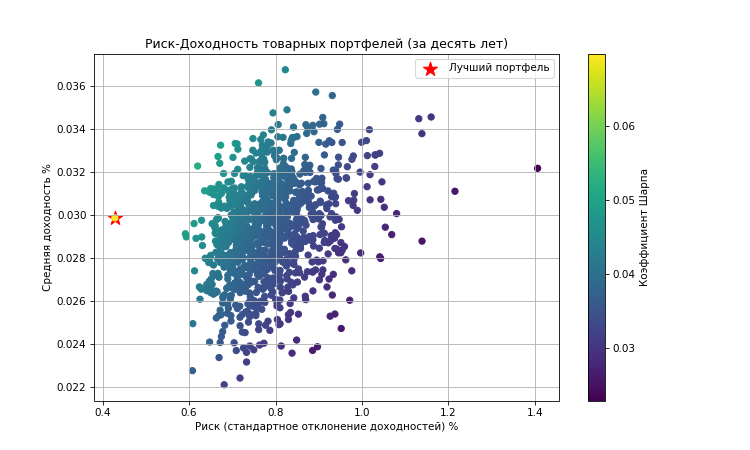 Риск-Доходность товарных портфелей (за десять лет)
Лучший портфель
Средняя доходность %
0.036
0.034
0.032
0.030
0.028
0.026
0.024
0.022
0.4 0.6 0.8 1.0 1.2 1.4
Риск (стандартное отклонение доходностей) %
0.06
0.05
0.04
0.03
Коэффициент Шарпа